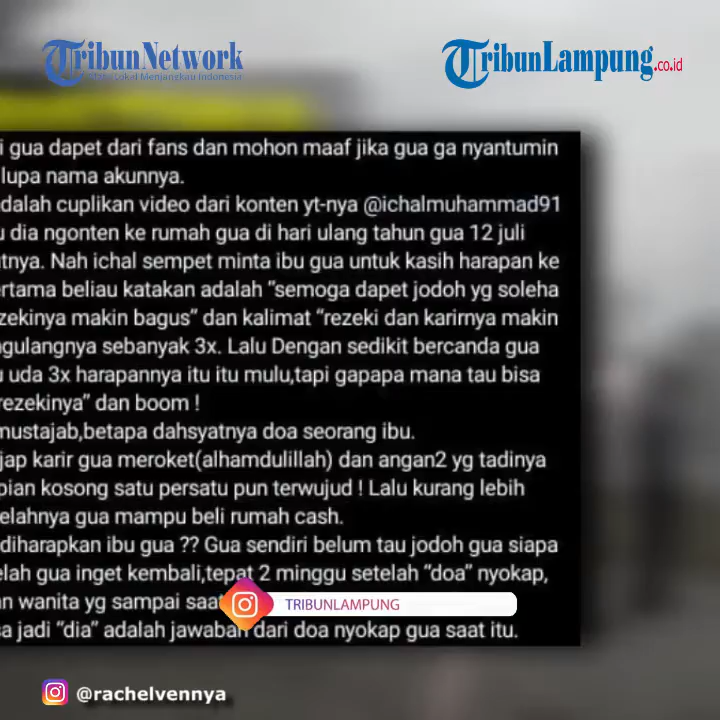 TribunNetwork
Lokal Menjangkau Indonesia
TribunLampung.co.id
gua dapet dari fans dan mohon maaf jika gua ga nyantumin
lupa nama akunnya.
dalah cuplikan video dari konten yt-nya @ichalmuhammad91
u dia ngonten ke rumah gua di hari ulang tahun gua 12 juli
tnya. Nah ichal sempet minta ibu gua untuk kasih harapan ke
ertama beliau katakan adalah “semoga dapet jodoh yg soleha
zekinya makin bagus” dan kalimat “rezeki dan karirnya makin
gulangnya sebanyak 3x. Lalu Dengan sedikit bercanda gua
u uda 3x harapannya itu itu mulu,tapi gapapa mana tau bisa
rezekinya” dan boom !
mustajab,betapa dahsyatnya doa seorang ibu.
jap karir gua meroket(alhamdulillah) dan angan2 yg tadinya
pian kosong satu persatu pun terwujud ! Lalu kurang lebih
elahnya gua mampu beli rumah cash.
diharapkan ibu gua ?? Gua sendiri belum tau jodoh gua siapa
elah gua inget kembali,tepat 2 minggu setelah “doa” nyokap,
n wanita yg sampai saat
TRIBUNLAMPUNG
a jadi “dia” adalah jawaban dari doa nyokap gua saat itu.
@rachelvennya